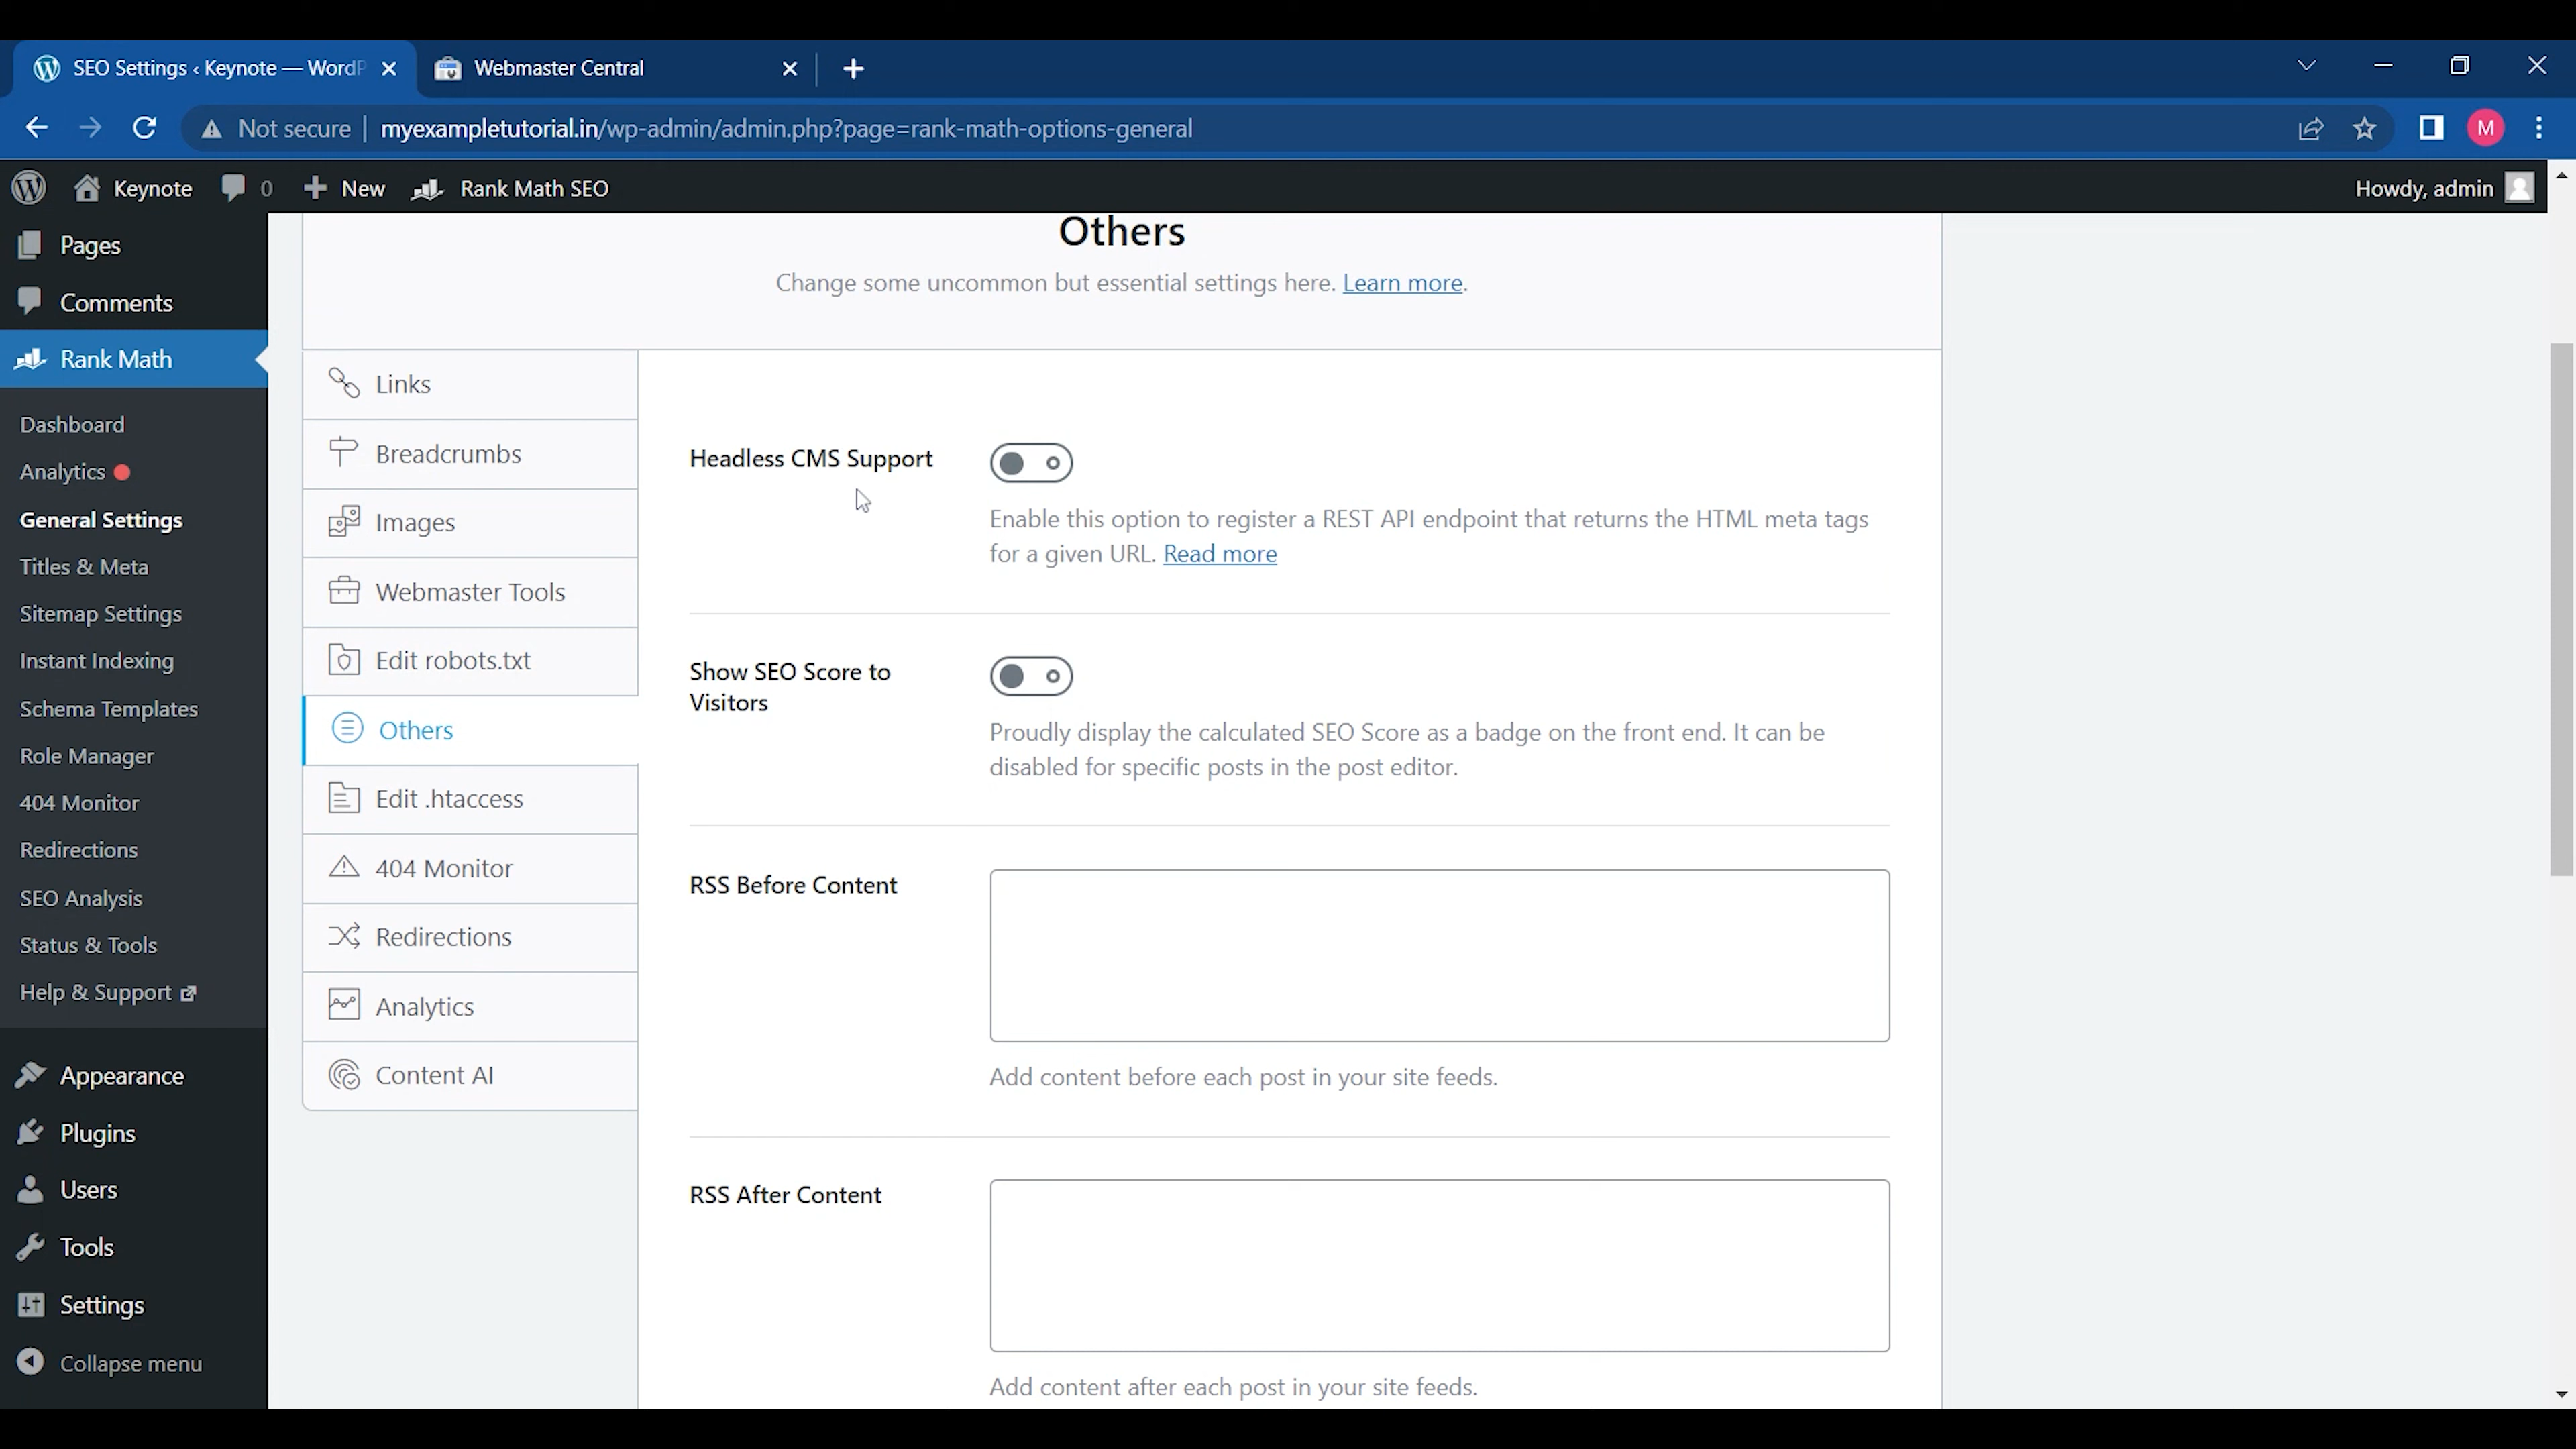 SEO Settings ‹ Keynote — WordP
Webmaster Central
Not secure
myexampletutorial.in/wp-admin/admin.php?page=rank-math-options-general
M
Keynote
0
New
Rank Math SEO
Howdy, admin
Pages
Comments
Rank Math
Dashboard
Analytics
General Settings
Titles & Meta
Sitemap Settings
Instant Indexing
Schema Templates
Role Manager
404 Monitor
Redirections
SEO Analysis
Status & Tools
Help & Support
Appearance
Plugins
Users
Tools
Settings
Collapse menu
Others
Change some uncommon but essential settings here. Learn more.
Links
Breadcrumbs
Images
Webmaster Tools
Edit robots.txt
Others
Edit .htaccess
404 Monitor
Redirections
Analytics
Content AI
Headless CMS Support
Enable this option to register a REST API endpoint that returns the HTML meta tags
for a given URL. Read more
Show SEO Score to
Visitors
Proudly display the calculated SEO Score as a badge on the front end. It can be
disabled for specific posts in the post editor.
RSS Before Content
Add content before each post in your site feeds.
RSS After Content
Add content after each post in your site feeds.